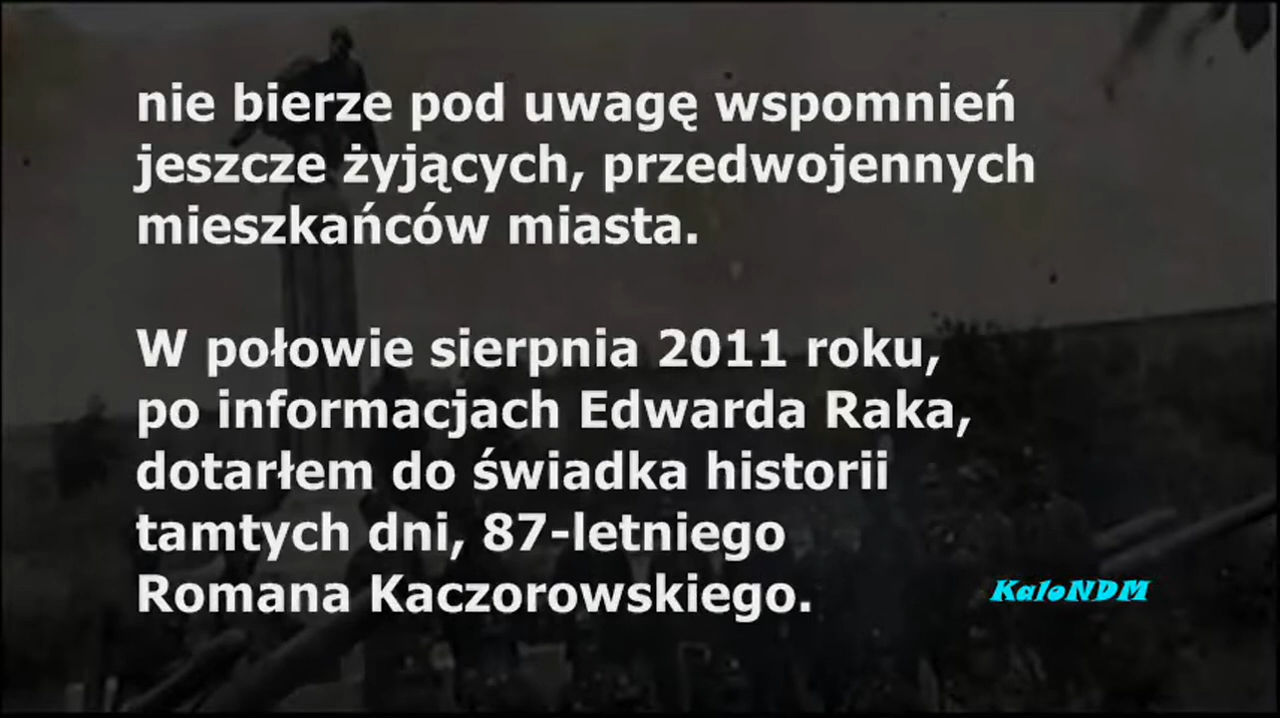 nie bierze pod uwagę wspomnień
jeszcze żyjących, przedwojennych
mieszkańców miasta.
W połowie sierpnia 2011 roku,
po informacjach Edwarda Raka,
dotarłem do świadka historii
tamtych dni, 87-letniego
Romana Kaczorowskiego.
KaloNDM